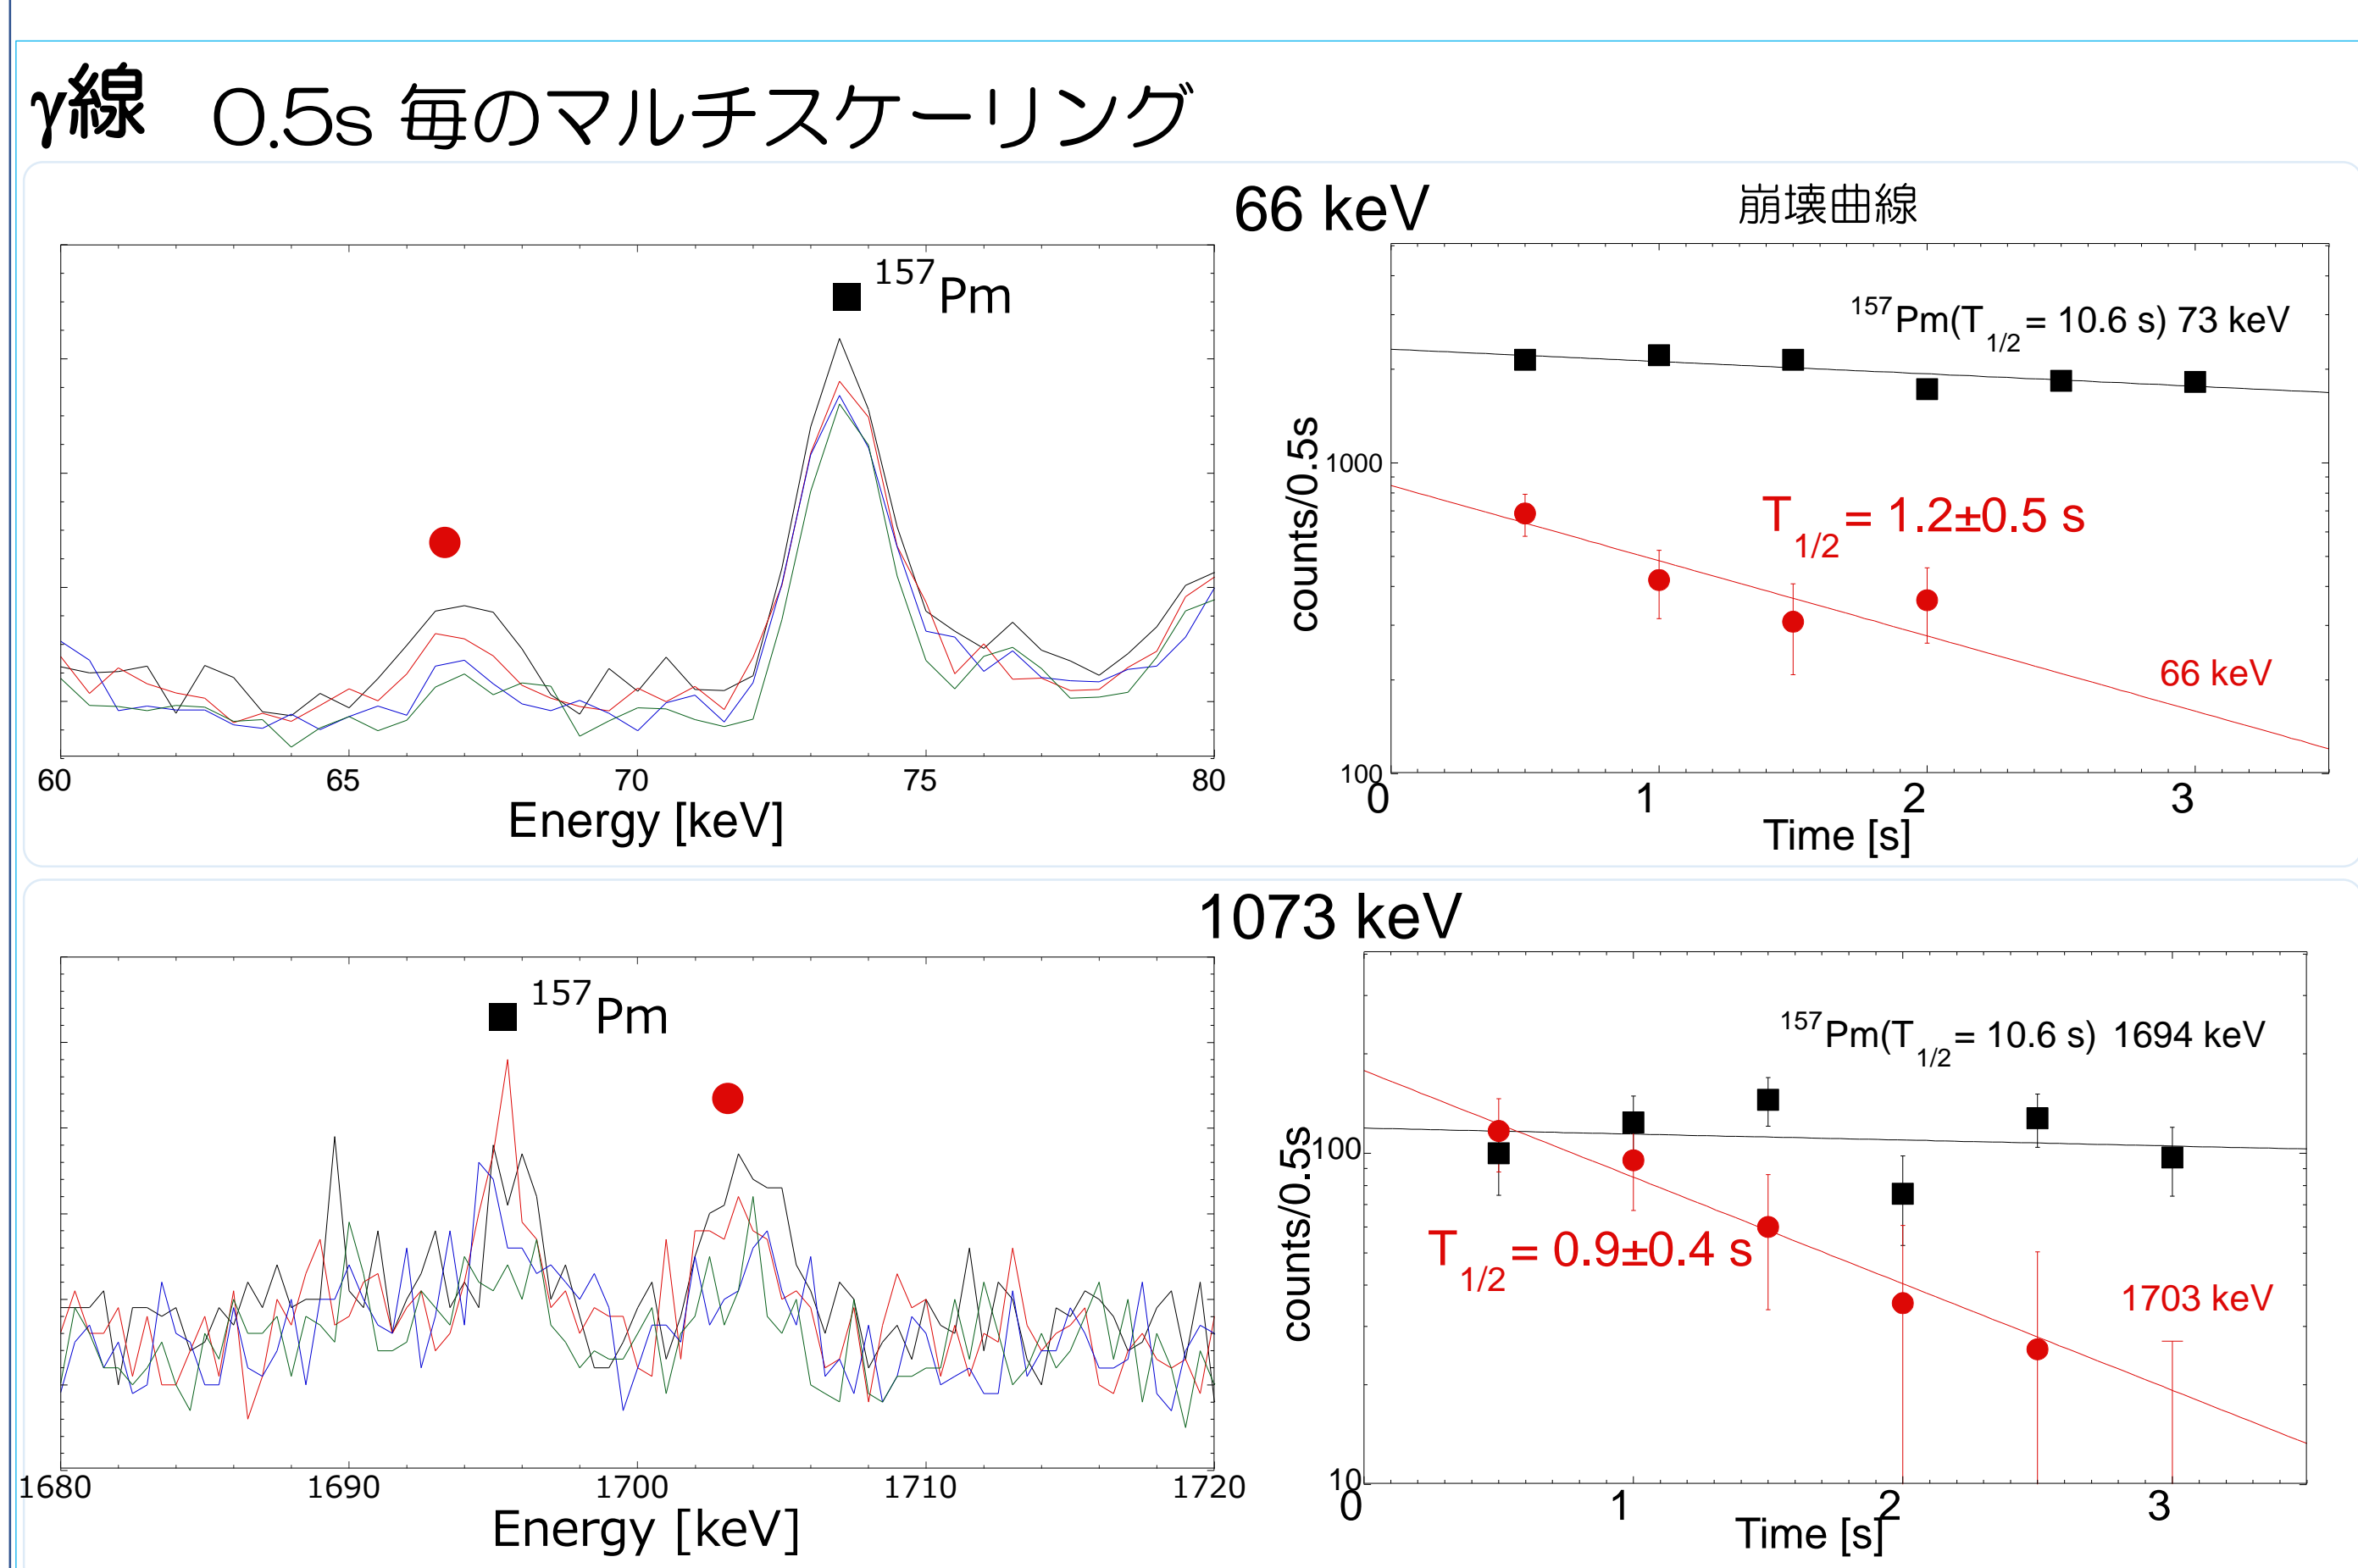 γ線 0.5s 毎のマルチスケーリング
66 keV
崩壊曲線
157Pm
60 65 70 75 80
Energy [keV]
157Pm(T1/2= 10.6 s) 73 keV
counts/0.5s
1000
T1/2= 1.2±0.5 s
66 keV
100
0 1 2 3
Time [s]
1073 keV
157Pm
1680 1690 1700 1710 1720
Energy [keV]
157Pm(T1/2= 10.6 s) 1694 keV
counts/0.5s
100
T1/2= 0.9±0.4 s
1703 keV
10
0 1 2 3
Time [s]